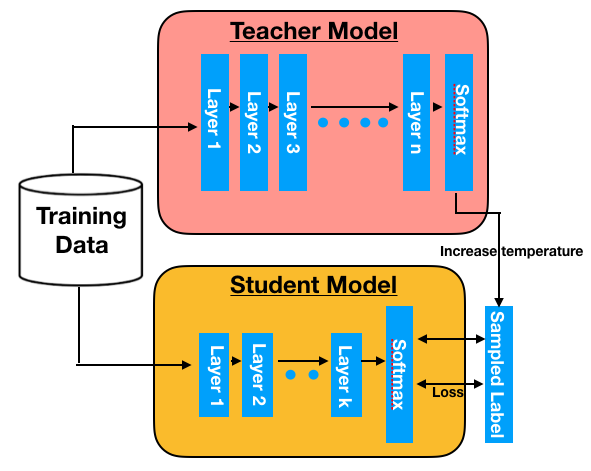 Teacher Model
Layer 1
Layer 2
Layer 3
Layer n
Softmax
Training
Data
Increase temperature
Student Model
Layer 1
Layer 2
Layer k
Softmax
Loss
Sampled Label